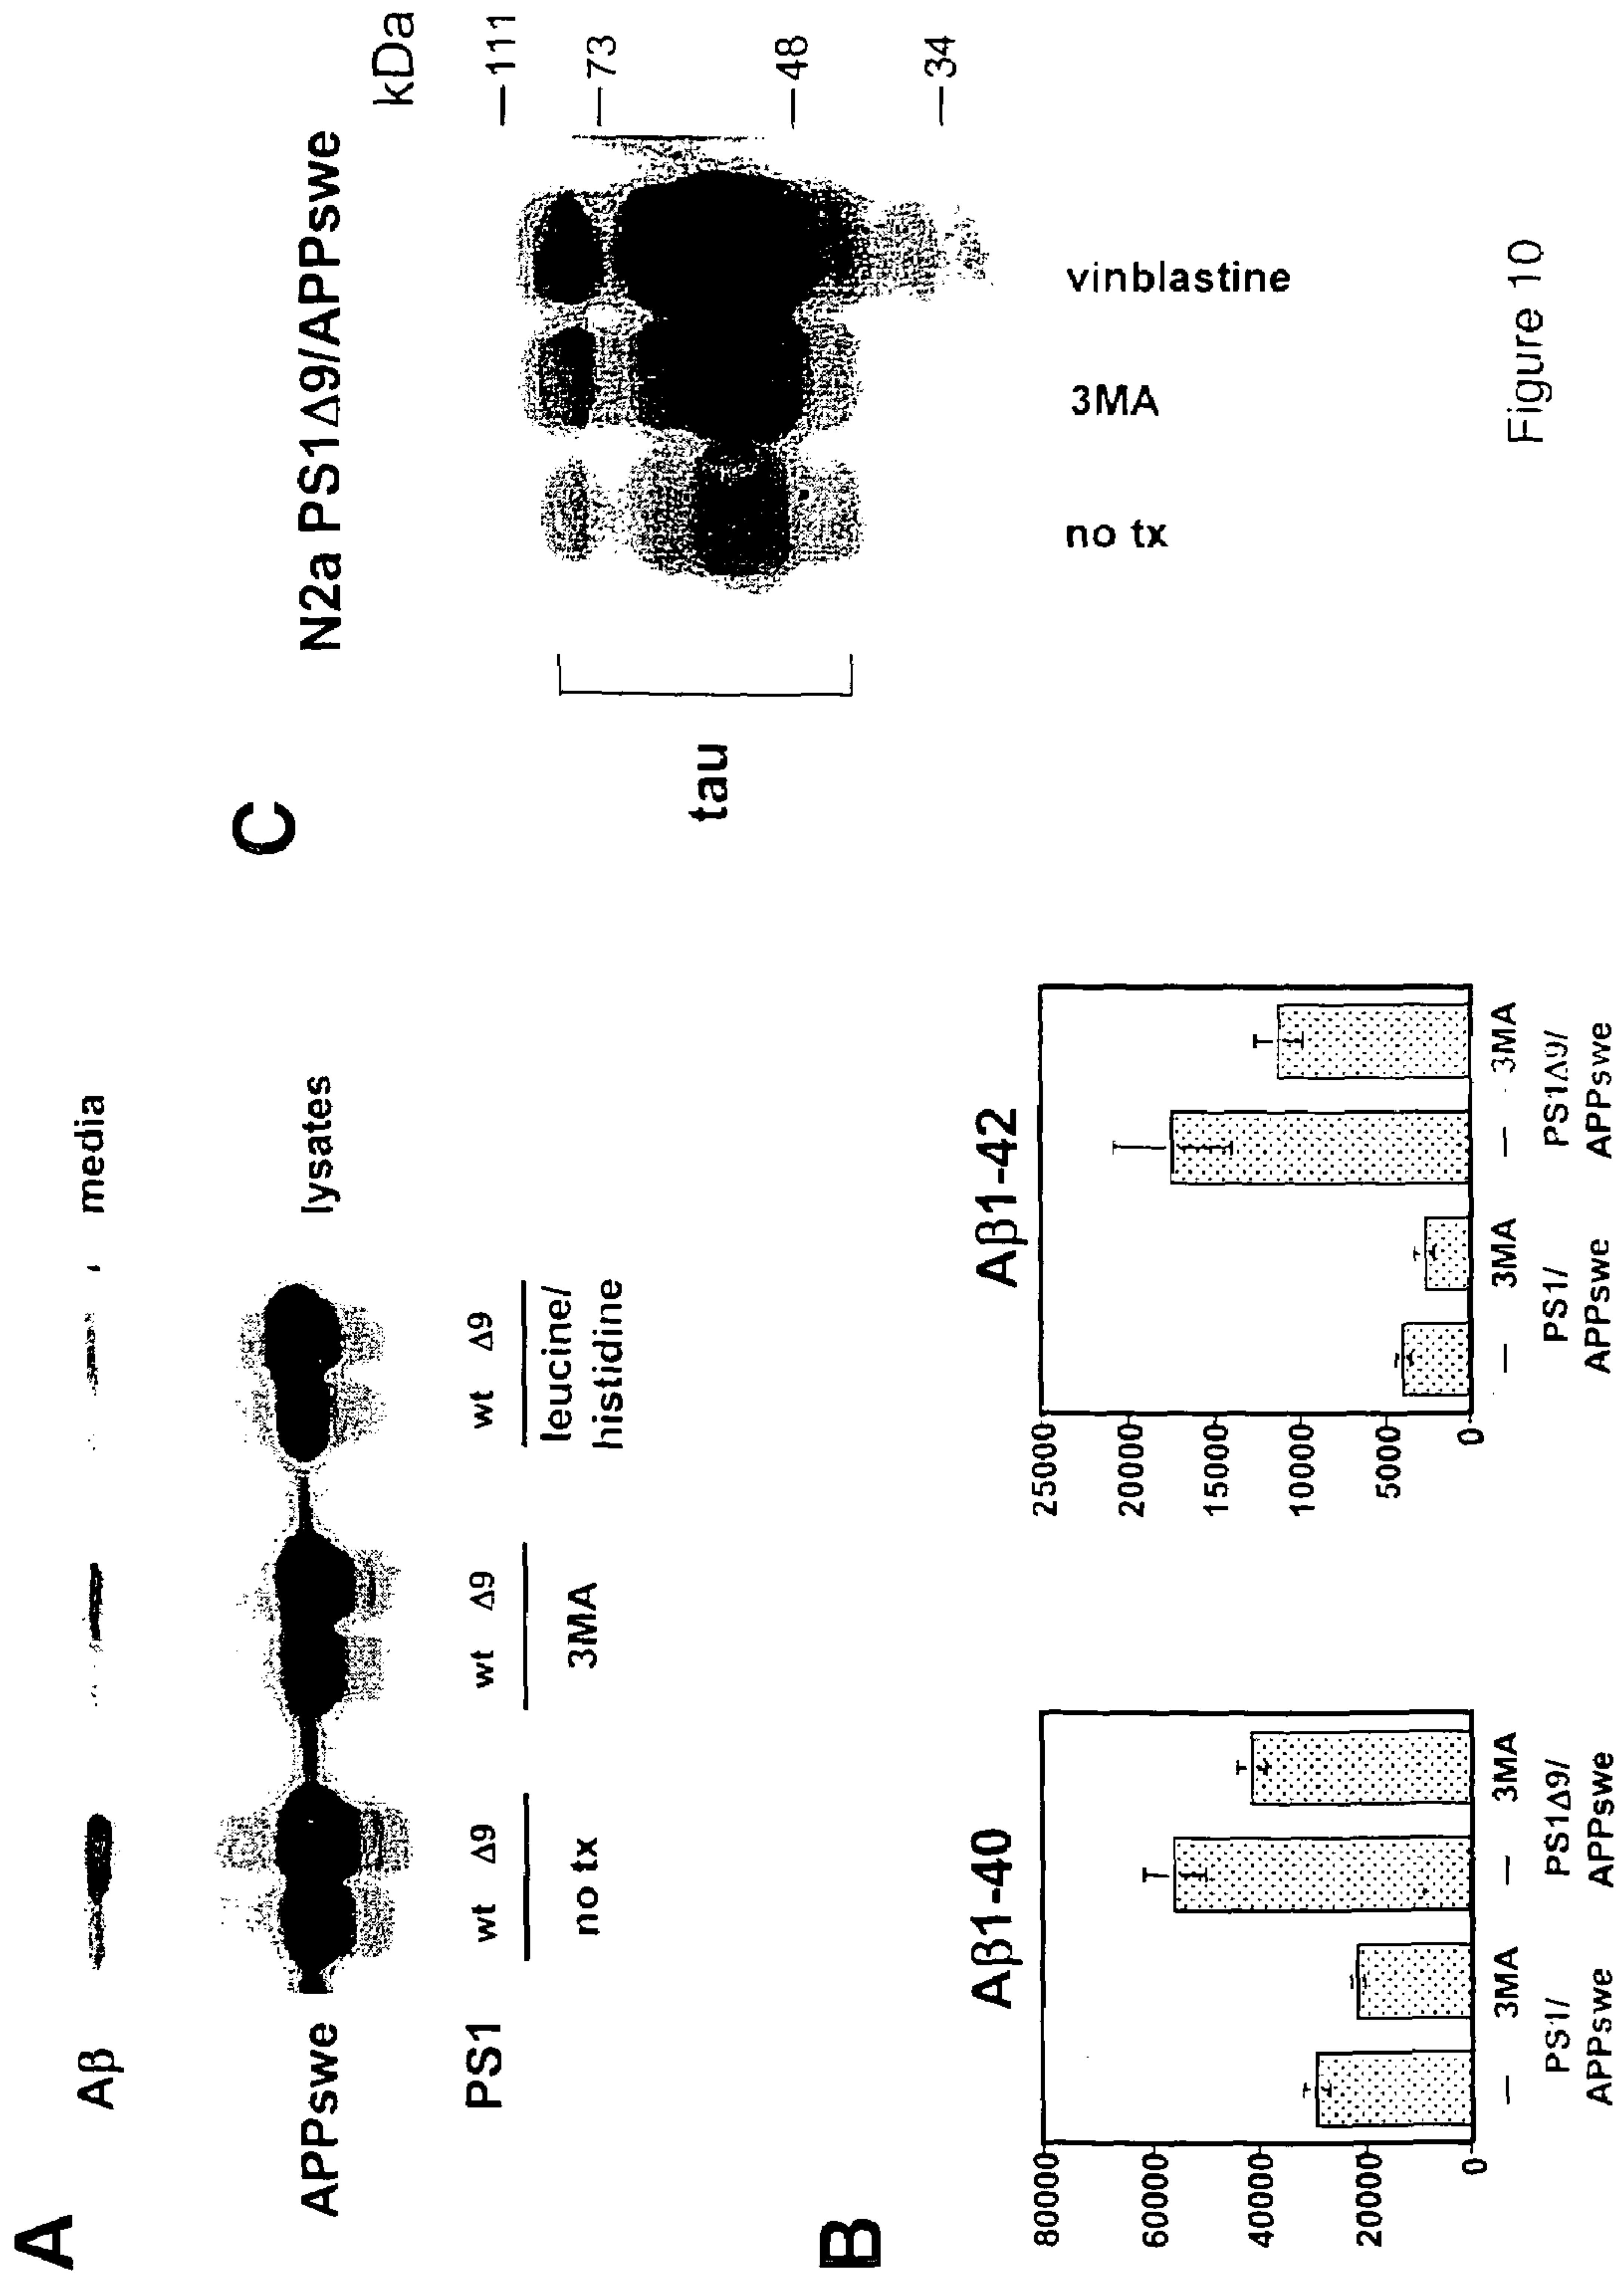 A
Aβ media
APPswe lysates
PS1 wt Δ9 wt Δ9 wt Δ9
no tx 3MA leucine/
histidine
B
Aβ1-40
80000
60000
40000
20000
0
— 3MA — 3MA
PS1/ PS1Δ9/
APPswe APPswe
Aβ1-42
25000
20000
15000
10000
5000
0
— 3MA — 3MA
PS1/ PS1Δ9/
APPswe APPswe
C
N2a PS1Δ9/APPswe
kDa
—111
—73
—48
—34
tau
no tx 3MA vinblastine
Figure 10